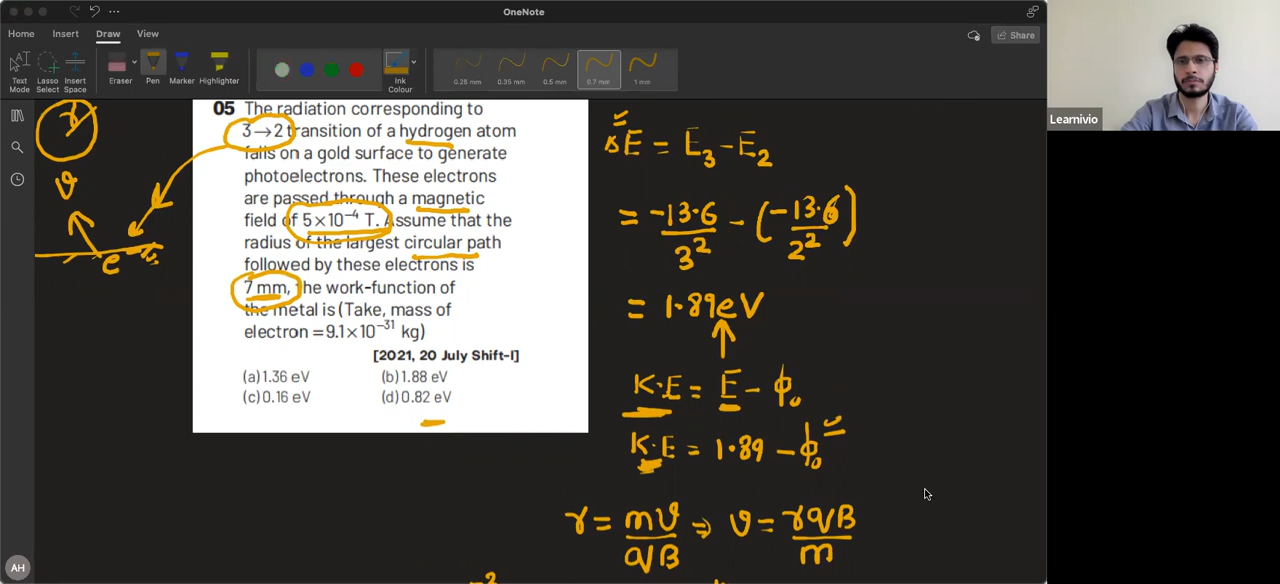 OneNote
Home Insert Draw View
Share
Text Mode
Lasso Select
Insert Space
Eraser
Pen
Marker
Highlighter
Ink Colour
0.28 mm
0.35 mm
0.5 mm
0.7 mm
1 mm
Learnivio
05 The radiation corresponding to
3→2 transition of a hydrogen atom
falls on a gold surface to generate
photoelectrons. These electrons
are passed through a magnetic
field of 5×10⁻⁴ T. Assume that the
radius of the largest circular path
followed by these electrons is
7 mm, the work-function of
the metal is (Take, mass of
electron = 9.1×10⁻³¹ kg)
[2021, 20 July Shift-I]
(a) 1.36 eV (b) 1.88 eV
(c) 0.16 eV (d) 0.82 eV
ϑ
e
E = E₃ - E₂
= -13.6/3² - (-13.6/2²)
= 1.89eV
K.E = E - ϕ₀
K.E = 1.89 - ϕ₀
r = mϑ/qB ⇒ ϑ = rqB/m
AH